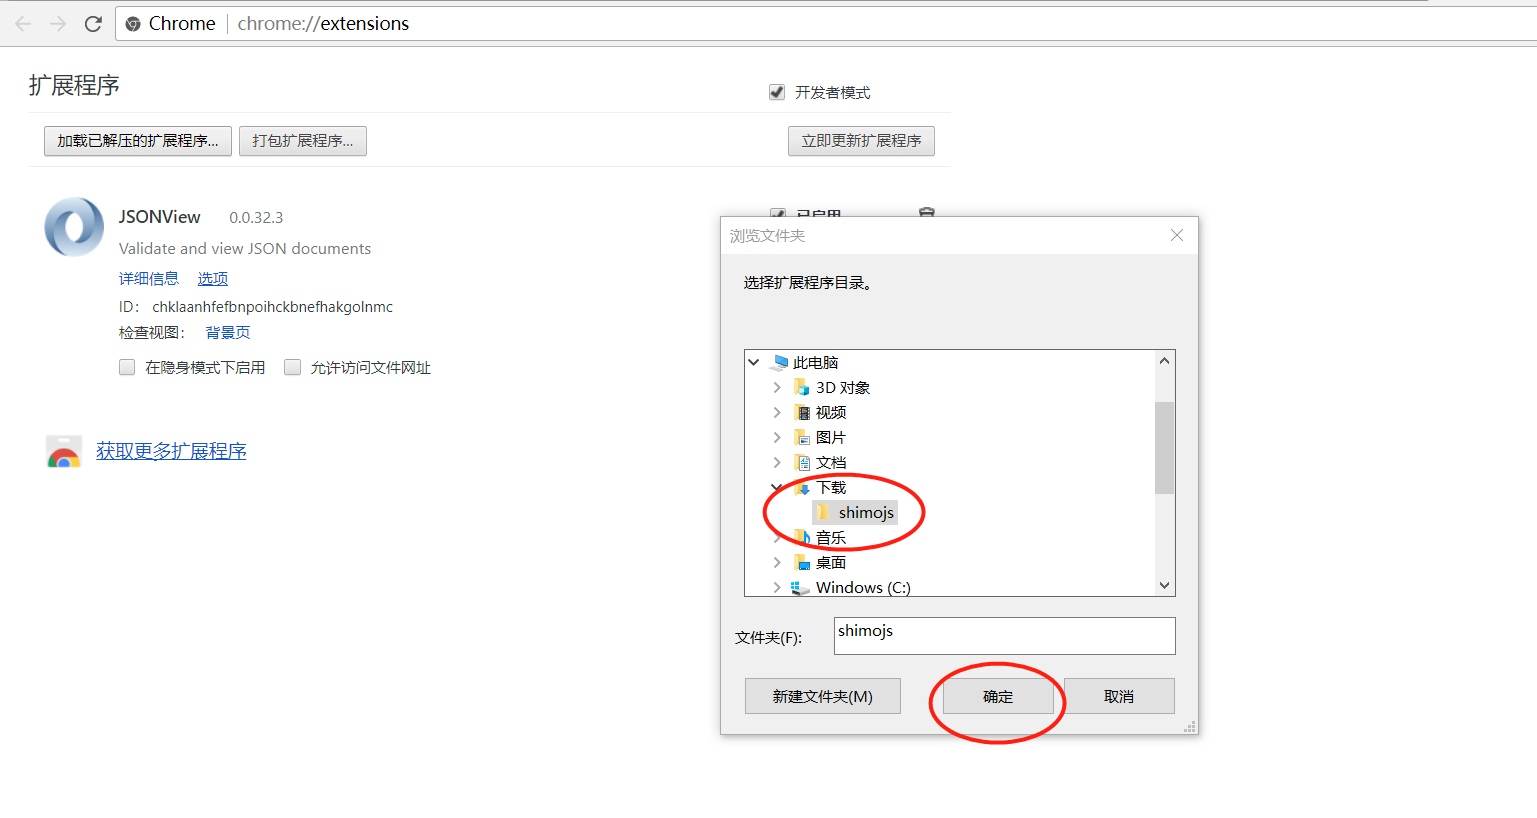 Chrome chrome://extensions
扩展程序
开发者模式
加载已解压的扩展程序...
打包扩展程序...
立即更新扩展程序
JSONView 0.0.32.3
已启用
Validate and view JSON documents
详细信息 选项
ID： chklaanhfefbnpoihckbnefhakgolnmc
检查视图： 背景页
在隐身模式下启用 允许访问文件网址
获取更多扩展程序
浏览文件夹
选择扩展程序目录。
此电脑
3D 对象
视频
图片
文档
下载
shimojs
音乐
桌面
Windows (C:)
文件夹(F): shimojs
新建文件夹(M) 确定 取消